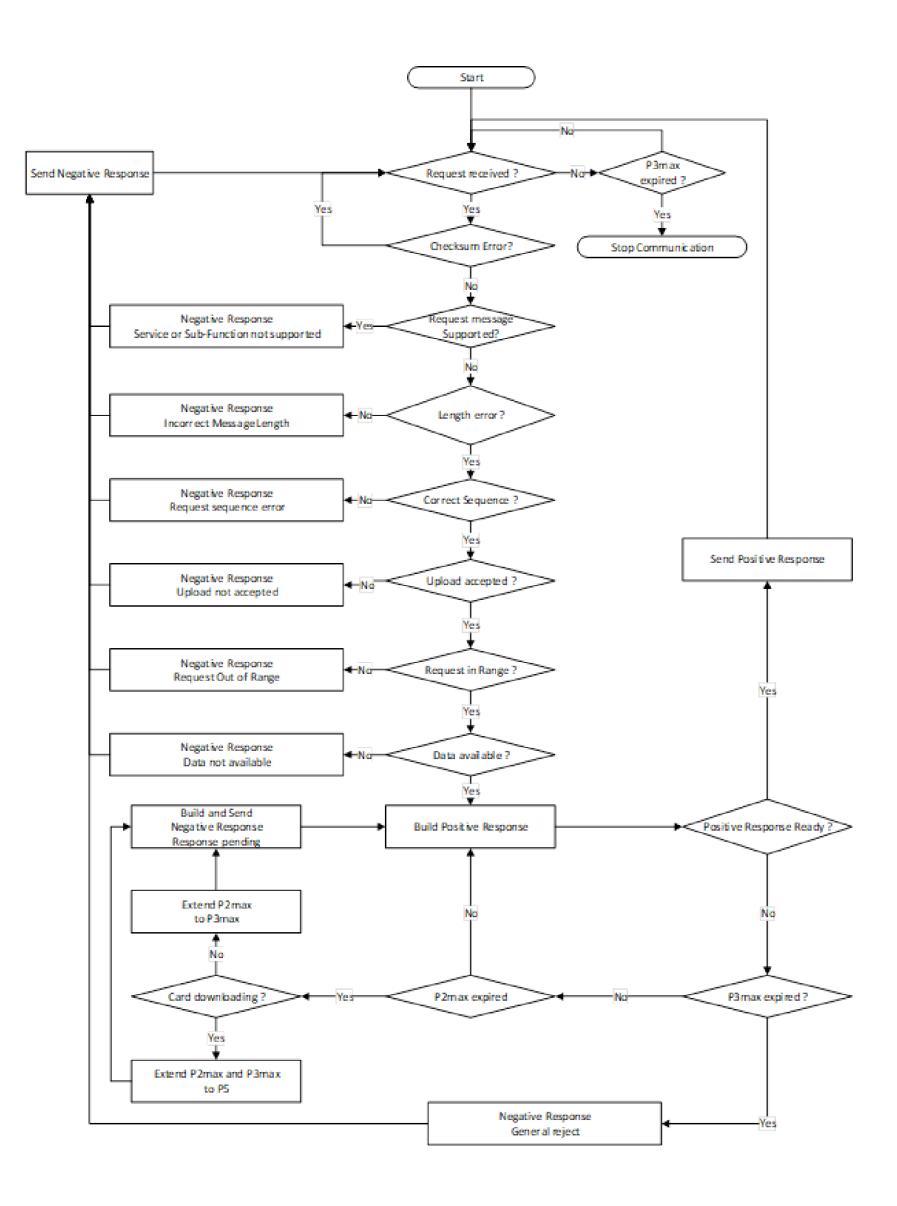 Start
No
Send Negative Response
Request received ?
No
P3max
expired ?
Yes
Yes
Yes
Checksum Error?
Stop Communication
No
Negative Response
Service or Sub-Function not supported
Yes
Request message
Supported?
No
Negative Response
Incorrect Message Length
No
Length error?
Yes
Negative Response
Request sequence error
No
Correct Sequence ?
Yes
Send Positive Response
Negative Response
Upload not accepted
No
Upload accepted ?
Yes
Negative Response
Request Out of Range
No
Request in Range ?
Yes
Yes
Negative Response
Data not available
No
Data available ?
Yes
Build and Send
Negative Response
Response pending
Build Positive Response
Positive Response Ready ?
Extend P2max
to P3max
No
No
No
Card downloading ?
Yes
P2max expired
No
P3max expired ?
Yes
Extend P2max and P3max
to P5
Negative Response
General reject
Yes